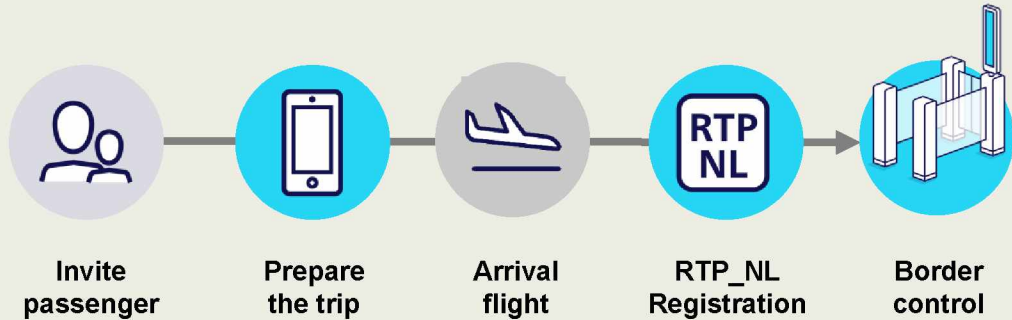 RTP
NL
Invite
passenger
Prepare
the trip
Arrival
flight
RTP_NL
Registration
Border
control